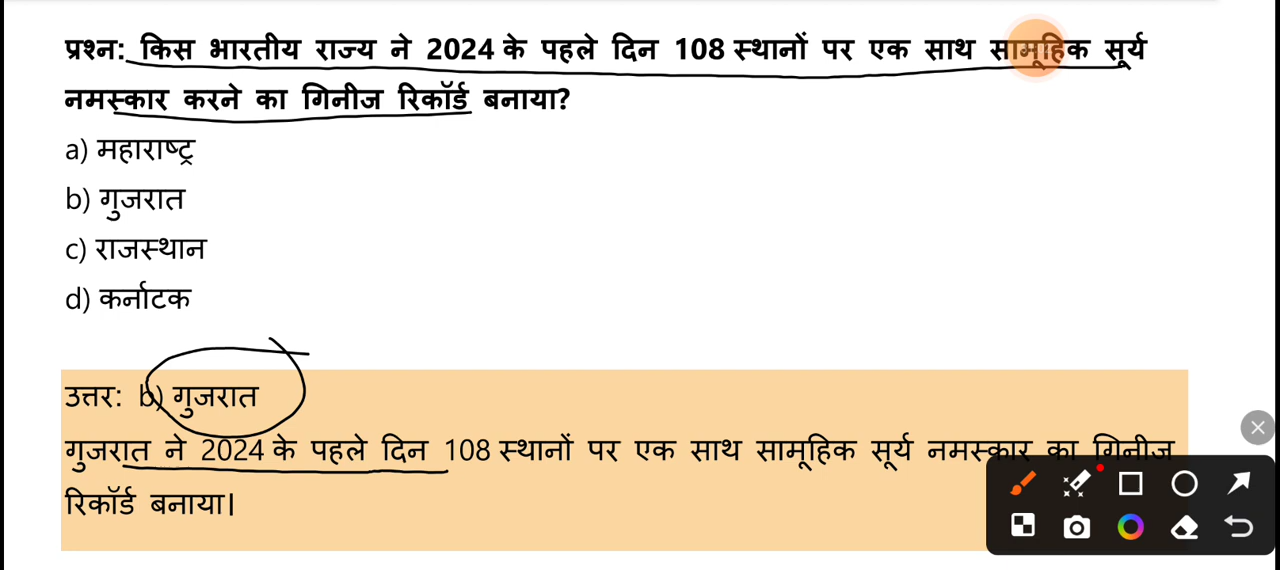 प्रश्न: किस भारतीय राज्य ने 2024 के पहले दिन 108 स्थानों पर एक साथ सामूहिक सूर्य
नमस्कार करने का गिनीज रिकॉर्ड बनाया?
a) महाराष्ट्र
b) गुजरात
c) राजस्थान
d) कर्नाटक
उत्तर: b) गुजरात
गुजरात ने 2024 के पहले दिन 108 स्थानों पर एक साथ सामूहिक सूर्य नमस्कार का गिनीज
रिकॉर्ड बनाया।